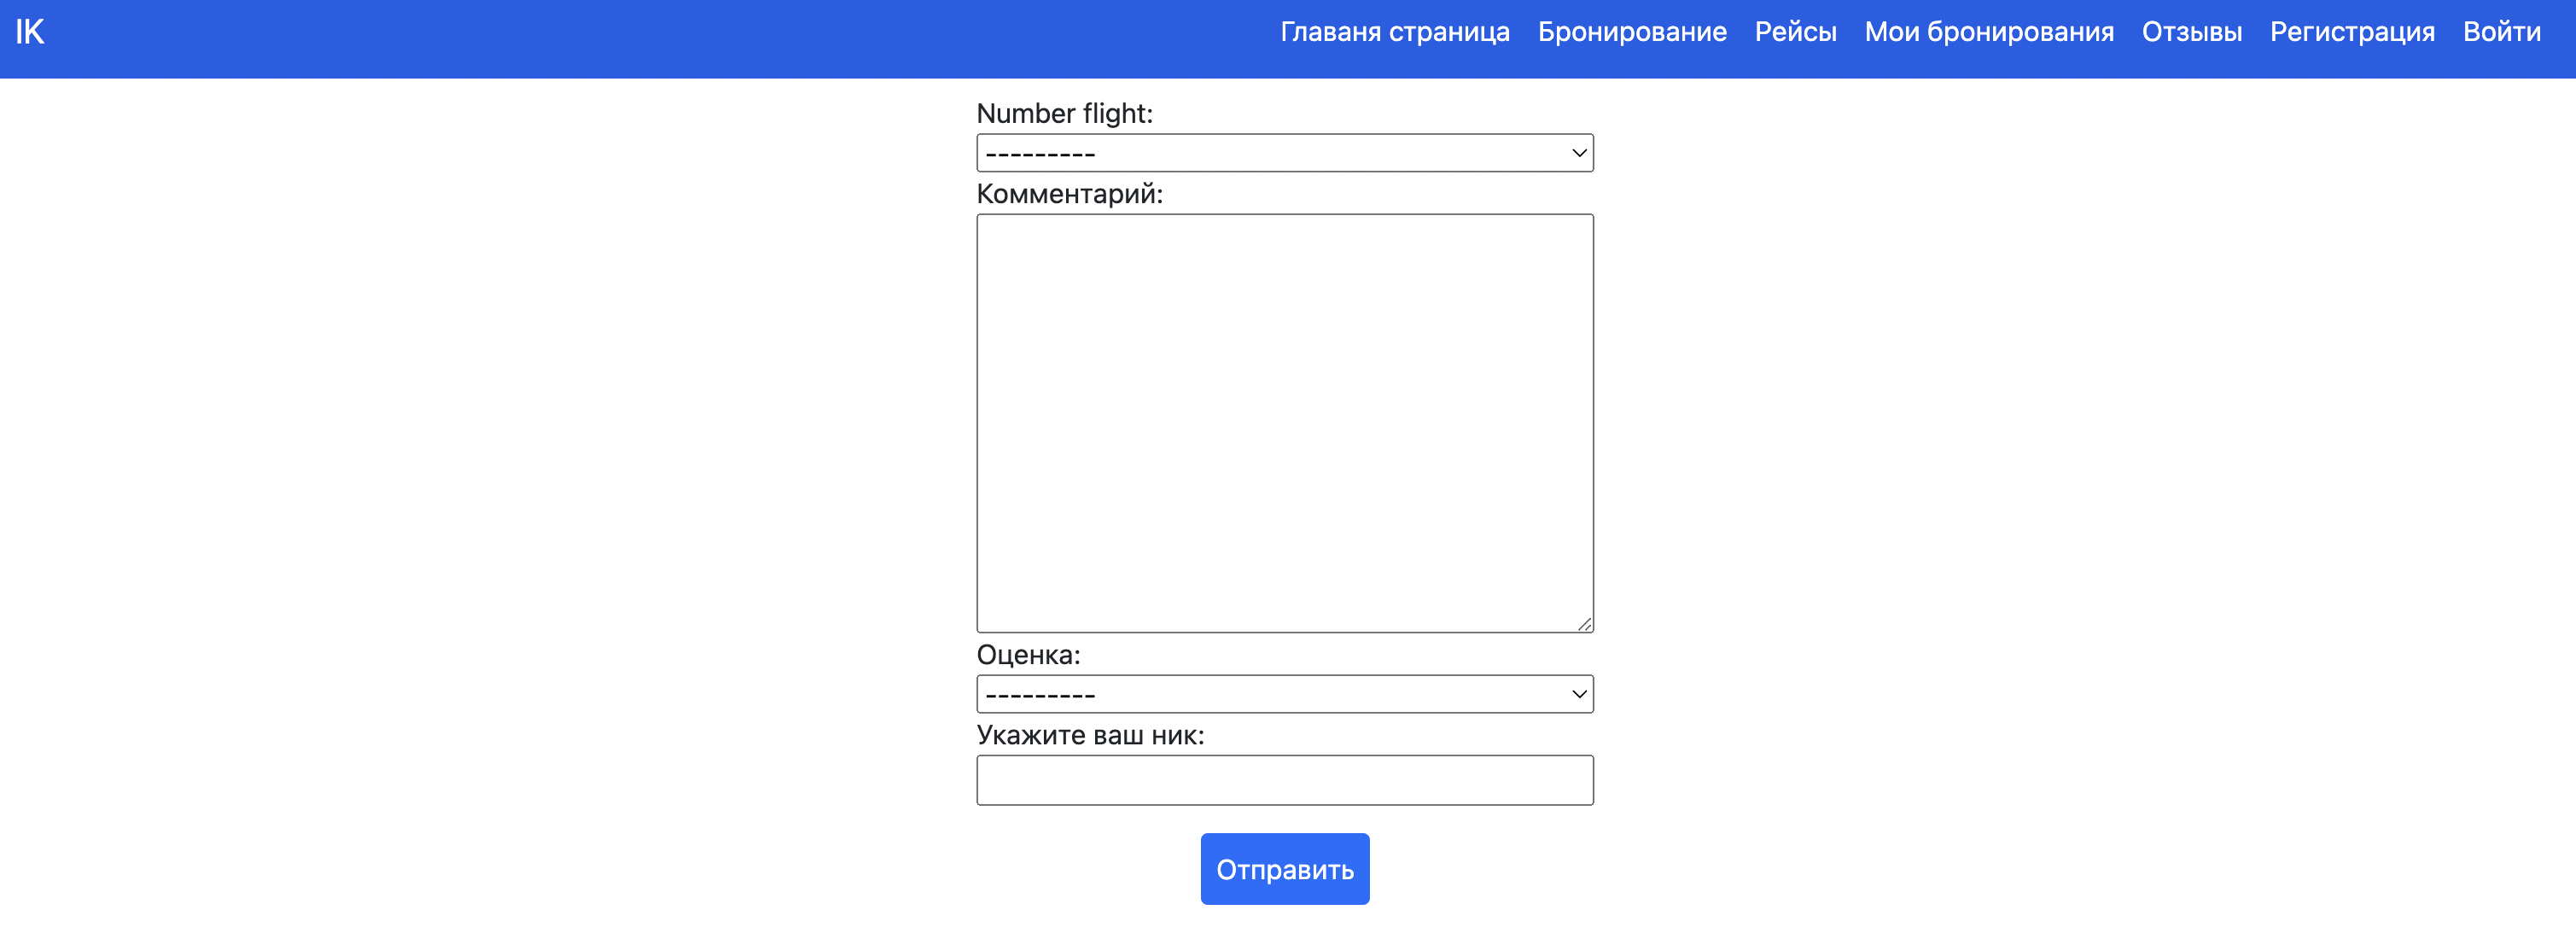 IK
Главаня страница Бронирование Рейсы Мои бронирования Отзывы Регистрация Войти
Number flight:
---------
Комментарий:
Оценка:
---------
Укажите ваш ник:
Отправить